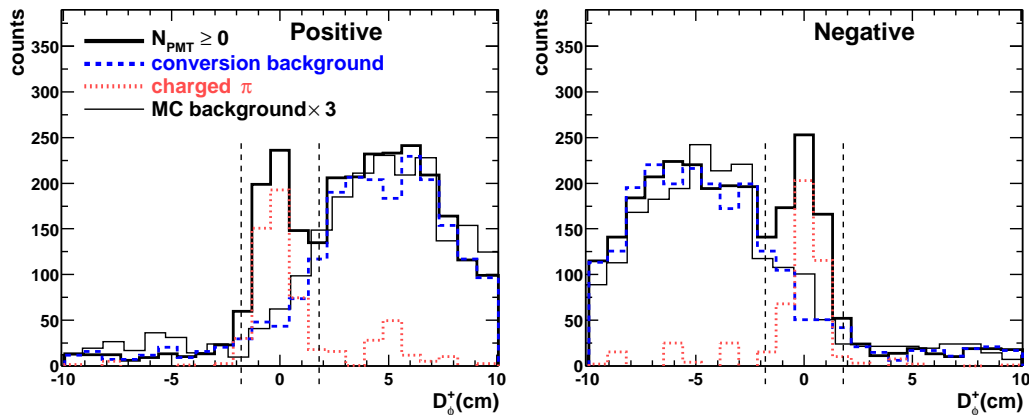 counts
350
300
250
200
150
100
50
0
Positive
N_PMT ≥ 0
conversion background
charged π
MC background× 3
-10 -5 0 5 10
D_ϕ^+(cm)
counts
350
300
250
200
150
100
50
0
Negative
-10 -5 0 5 10
D_ϕ^+(cm)